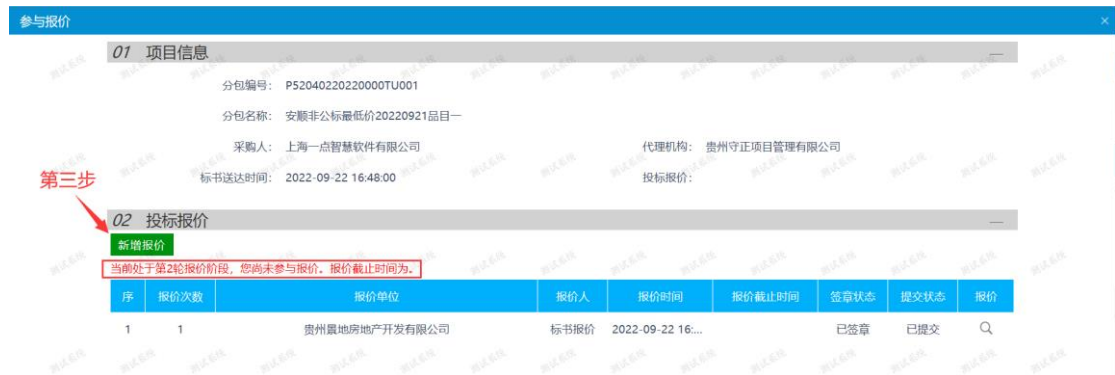 参与报价
01 项目信息
分包编号： P52040220220000TU001
分包名称： 安顺非公标最低价20220921品目一
采购人： 上海一点智慧软件有限公司 代理机构： 贵州守正项目管理有限公司
标书送达时间： 2022-09-22 16:48:00 投标报价：
第三步
02 投标报价
新增报价
当前处于第2轮报价阶段，您尚未参与报价。报价截止时间为。
序 报价次数 报价单位 报价人 报价时间 报价截止时间 签章状态 提交状态 报价
1 1 贵州景地房地产开发有限公司 标书报价 2022-09-22 16:... 已签章 已提交
测试系统